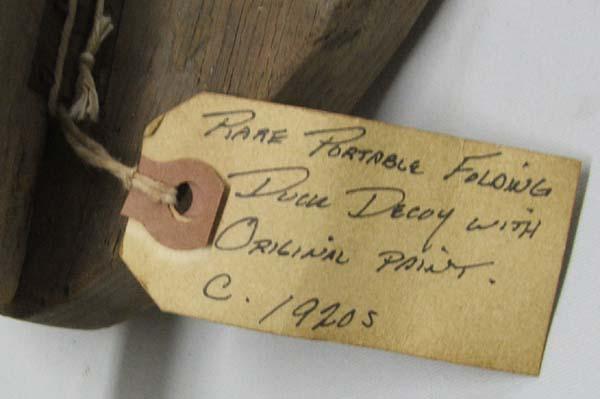 RARE PORTABLE FOLDING
DUCK DECOY WITH
ORIGINAL PAINT.
C. 1920s